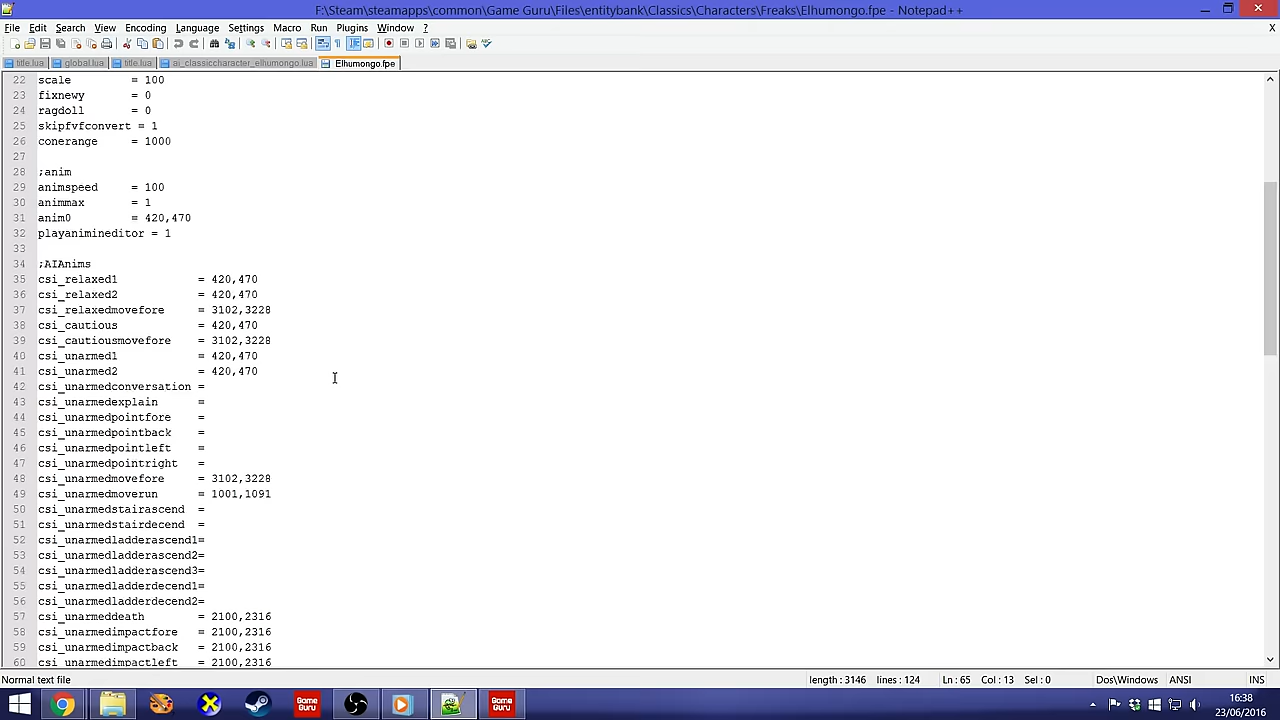 F:\Steam\steamapps\common\Game Guru\Files\entitybank\Classics\Characters\Freaks\Elhumongo.fpe - Notepad++
File Edit Search View Encoding Language Settings Macro Run Plugins Window ? X
title.lua global.lua title.lua ai_classiccharacter_elhumongo.lua Elhumongo.fpe
22 scale = 100
23 fixnewy = 0
24 ragdoll = 0
25 skipfvfconvert = 1
26 conerange = 1000
27
28 ;anim
29 animspeed = 100
30 animmax = 1
31 anim0 = 420,470
32 playanimineditor = 1
33
34 ;AIAnims
35 csi_relaxed1 = 420,470
36 csi_relaxed2 = 420,470
37 csi_relaxedmovefore = 3102,3228
38 csi_cautious = 420,470
39 csi_cautiousmovefore = 3102,3228
40 csi_unarmed1 = 420,470
41 csi_unarmed2 = 420,470
42 csi_unarmedconversation =
43 csi_unarmedexplain =
44 csi_unarmedpointfore =
45 csi_unarmedpointback =
46 csi_unarmedpointleft =
47 csi_unarmedpointright =
48 csi_unarmedmovefore = 3102,3228
49 csi_unarmedmoverun = 1001,1091
50 csi_unarmedstairascend =
51 csi_unarmedstairdecend =
52 csi_unarmedladderascend1=
53 csi_unarmedladderascend2=
54 csi_unarmedladderascend3=
55 csi_unarmedladderdecend1=
56 csi_unarmedladderdecend2=
57 csi_unarmeddeath = 2100,2316
58 csi_unarmedimpactfore = 2100,2316
59 csi_unarmedimpactback = 2100,2316
60 csi_unarmedimpactleft = 2100,2316
Normal text file length : 3146 lines : 124 Ln : 65 Col : 13 Sel : 0 Dos\Windows ANSI INS
GAME GURU GAME GURU 16:38
23/06/2016